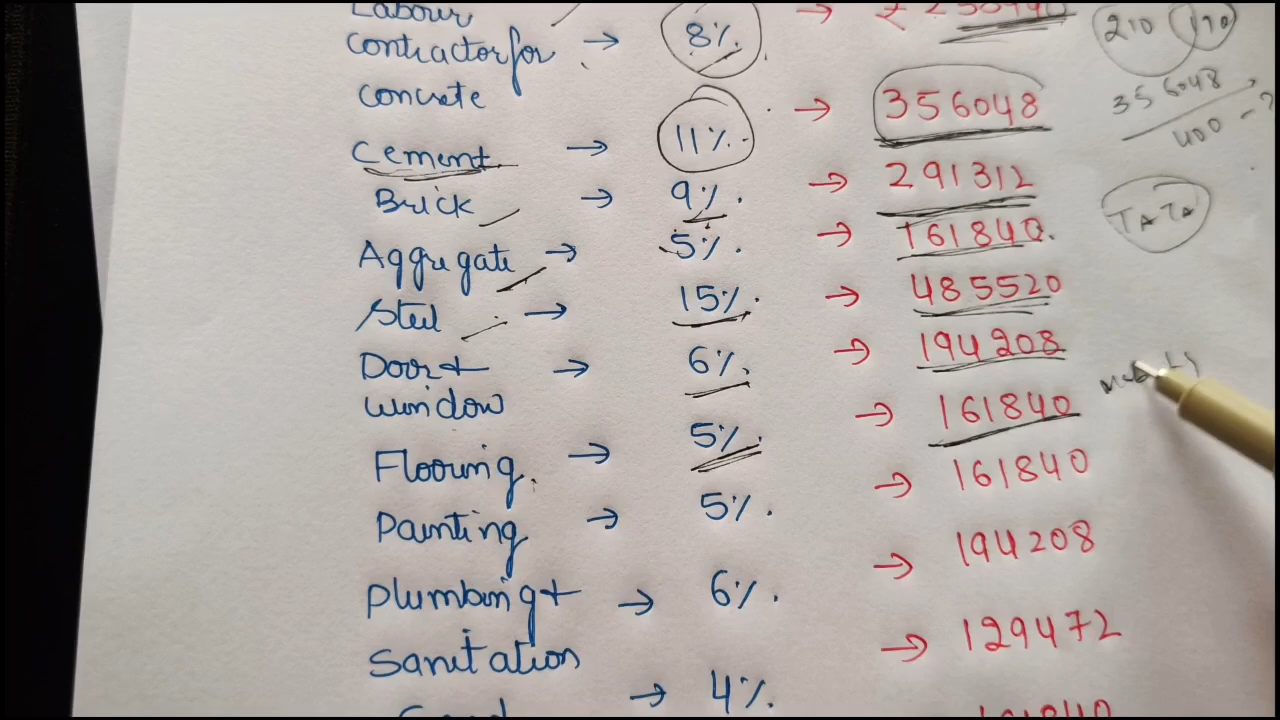 Labour
contractor for → 8%. →
concrete → 356048
Cement → 11%.
Brick → 9%. → 291312
Aggregate → 5%. → 161840.
Steel → 15%. → 485520
Door + → 6%. → 194208
window → 161840
Flooring. → 5%.
Painting → 5%. → 161840
Plumbing + → 6%. → 194208
Sanitation → 129472
→ 4%.
210 170
356048
400 = ?
TATA